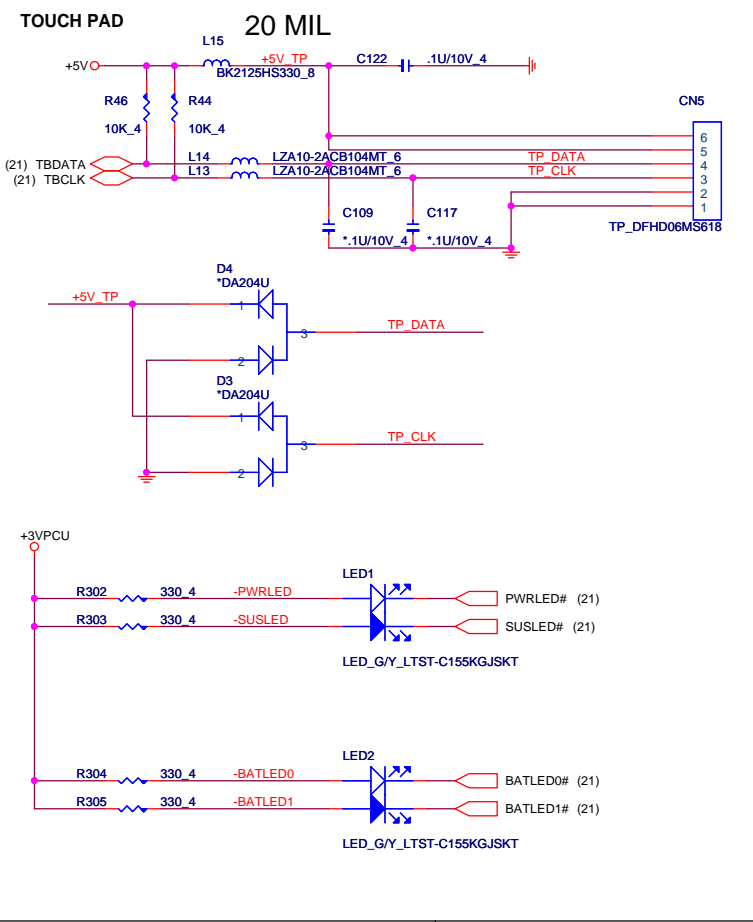 TOUCH PAD
20 MIL
L15
+5V
+5V_TP
BK2125HS330_8
C122
.1U/10V_4
R46
R44
10K_4
10K_4
CN5
6
5
4
3
2
1
(21) TBDATA
L14
LZA10-2ACB104MT_6
TP_DATA
(21) TBCLK
L13
LZA10-2ACB104MT_6
TP_CLK
TP_DFHD06MS618
C109
*.1U/10V_4
C117
*.1U/10V_4
D4
*DA204U
+5V_TP
1
3
TP_DATA
2
D3
*DA204U
1
3
TP_CLK
2
+3VPCU
LED1
R302
330_4
-PWRLED
PWRLED# (21)
R303
330_4
-SUSLED
SUSLED# (21)
LED_G/Y_LTST-C155KGJSKT
LED2
R304
330_4
-BATLED0
BATLED0# (21)
R305
330_4
-BATLED1
BATLED1# (21)
LED_G/Y_LTST-C155KGJSKT